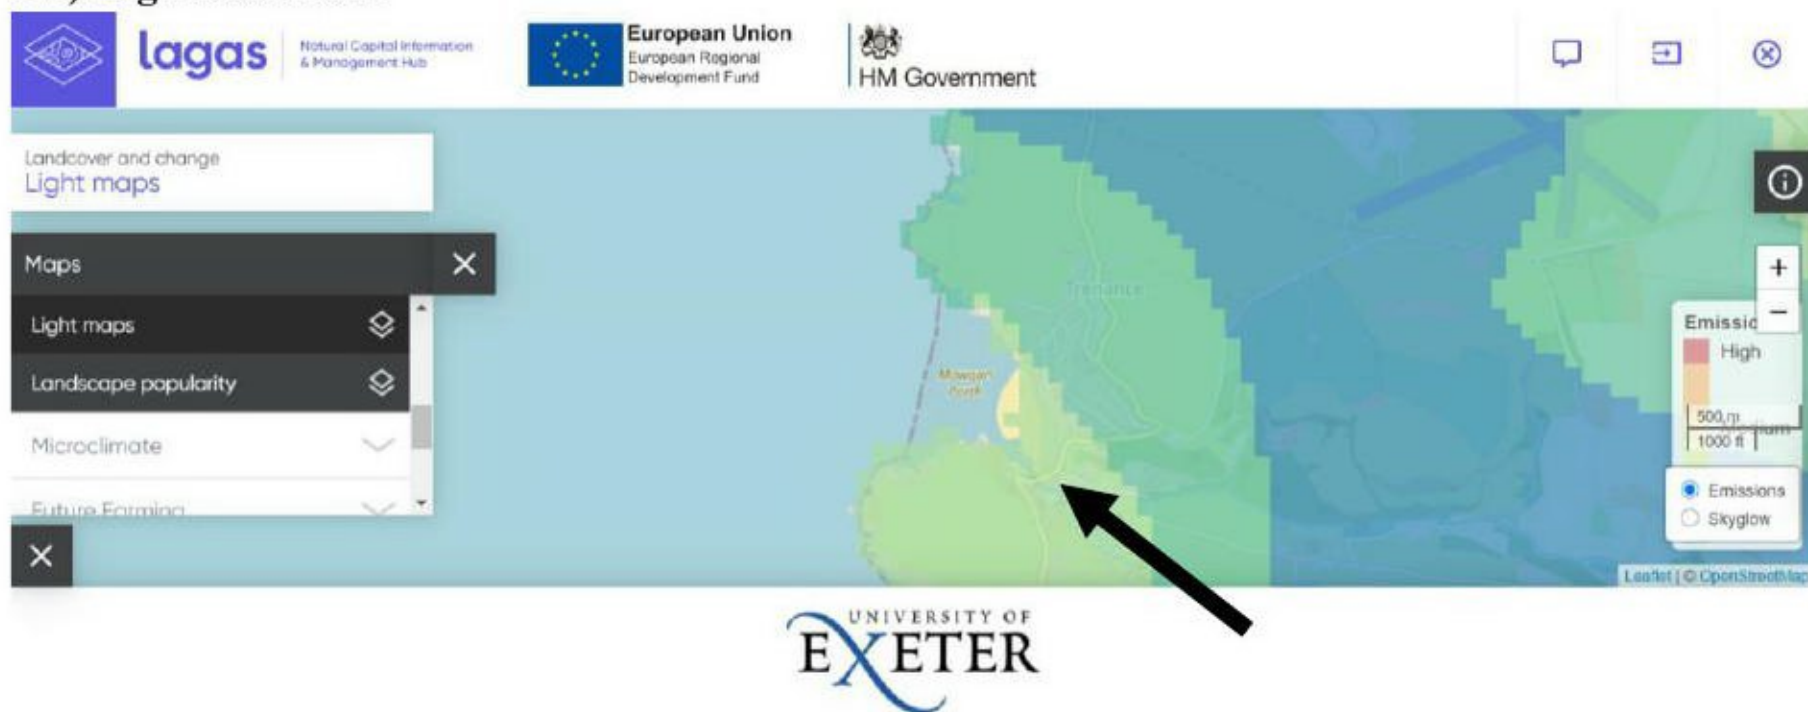 lagas
Natural Capital Information
& Management Hub
European Union
European Regional
Development Fund
HM Government
Landcover and change
Light maps
Maps
Light maps
Landscape popularity
Microclimate
Future Farming
Trenance
Mawgan
Porth
Emissio
High
500 m
1000 ft
Emissions
Skyglow
Leaflet | © OpenStreetMap
UNIVERSITY OF
EXETER